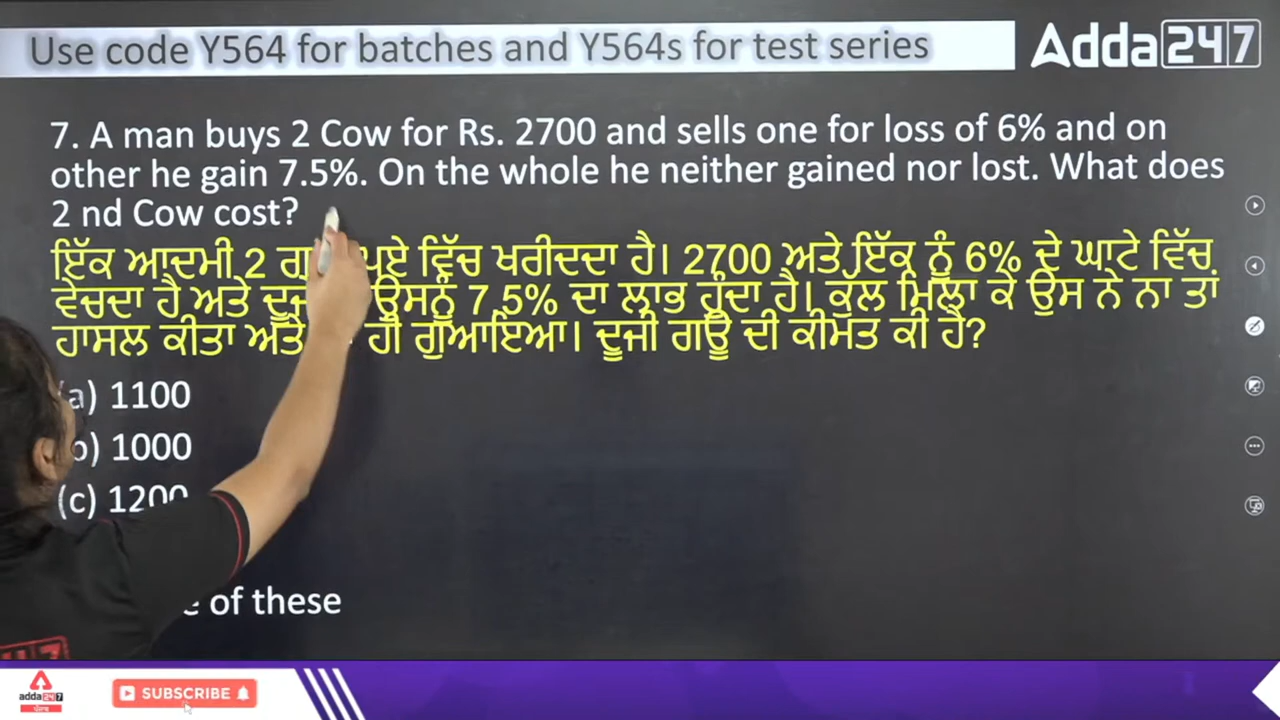 Use code Y564 for batches and Y564s for test series
Adda247
7. A man buys 2 Cow for Rs. 2700 and sells one for loss of 6% and on
other he gain 7.5%. On the whole he neither gained nor lost. What does
2 nd Cow cost?
ਇੱਕ ਆਦਮੀ 2 ਵਿੱਚ ਖਰੀਦਦਾ ਹੈ। 2700 ਅਤੇ ਇੱਕ ਨੂੰ 6% ਦੇ ਘਾਟੇ ਵਿੱਚ
ਵੇਚਦਾ ਹੈ ਅਤੇ ਉਸਨੂੰ 7.5% ਦਾ ਲਾਭ ਹੁੰਦਾ ਹੈ। ਕੁੱਲ ਮਿਲਾ ਕੇ ਉਸ ਨੇ ਨਾ ਤਾਂ
ਹਾਸਲ ਕੀਤਾ ਅਤੇ ਹੀ ਗੁਆਇਆ। ਦੂਜੀ ਗਊ ਦੀ ਕੀਮਤ ਕੀ ਹੈ?
(a) 1100
(b) 1000
(c) 1200
of these
adda247
ਪੰਜਾਬ
SUBSCRIBE